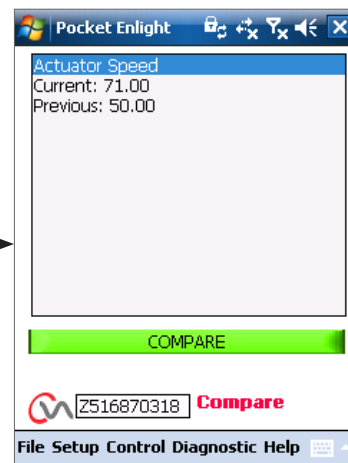 Pocket Enlight
Actuator Speed
Current: 71.00
Previous: 50.00
COMPARE
Z516870318 Compare
File Setup Control Diagnostic Help